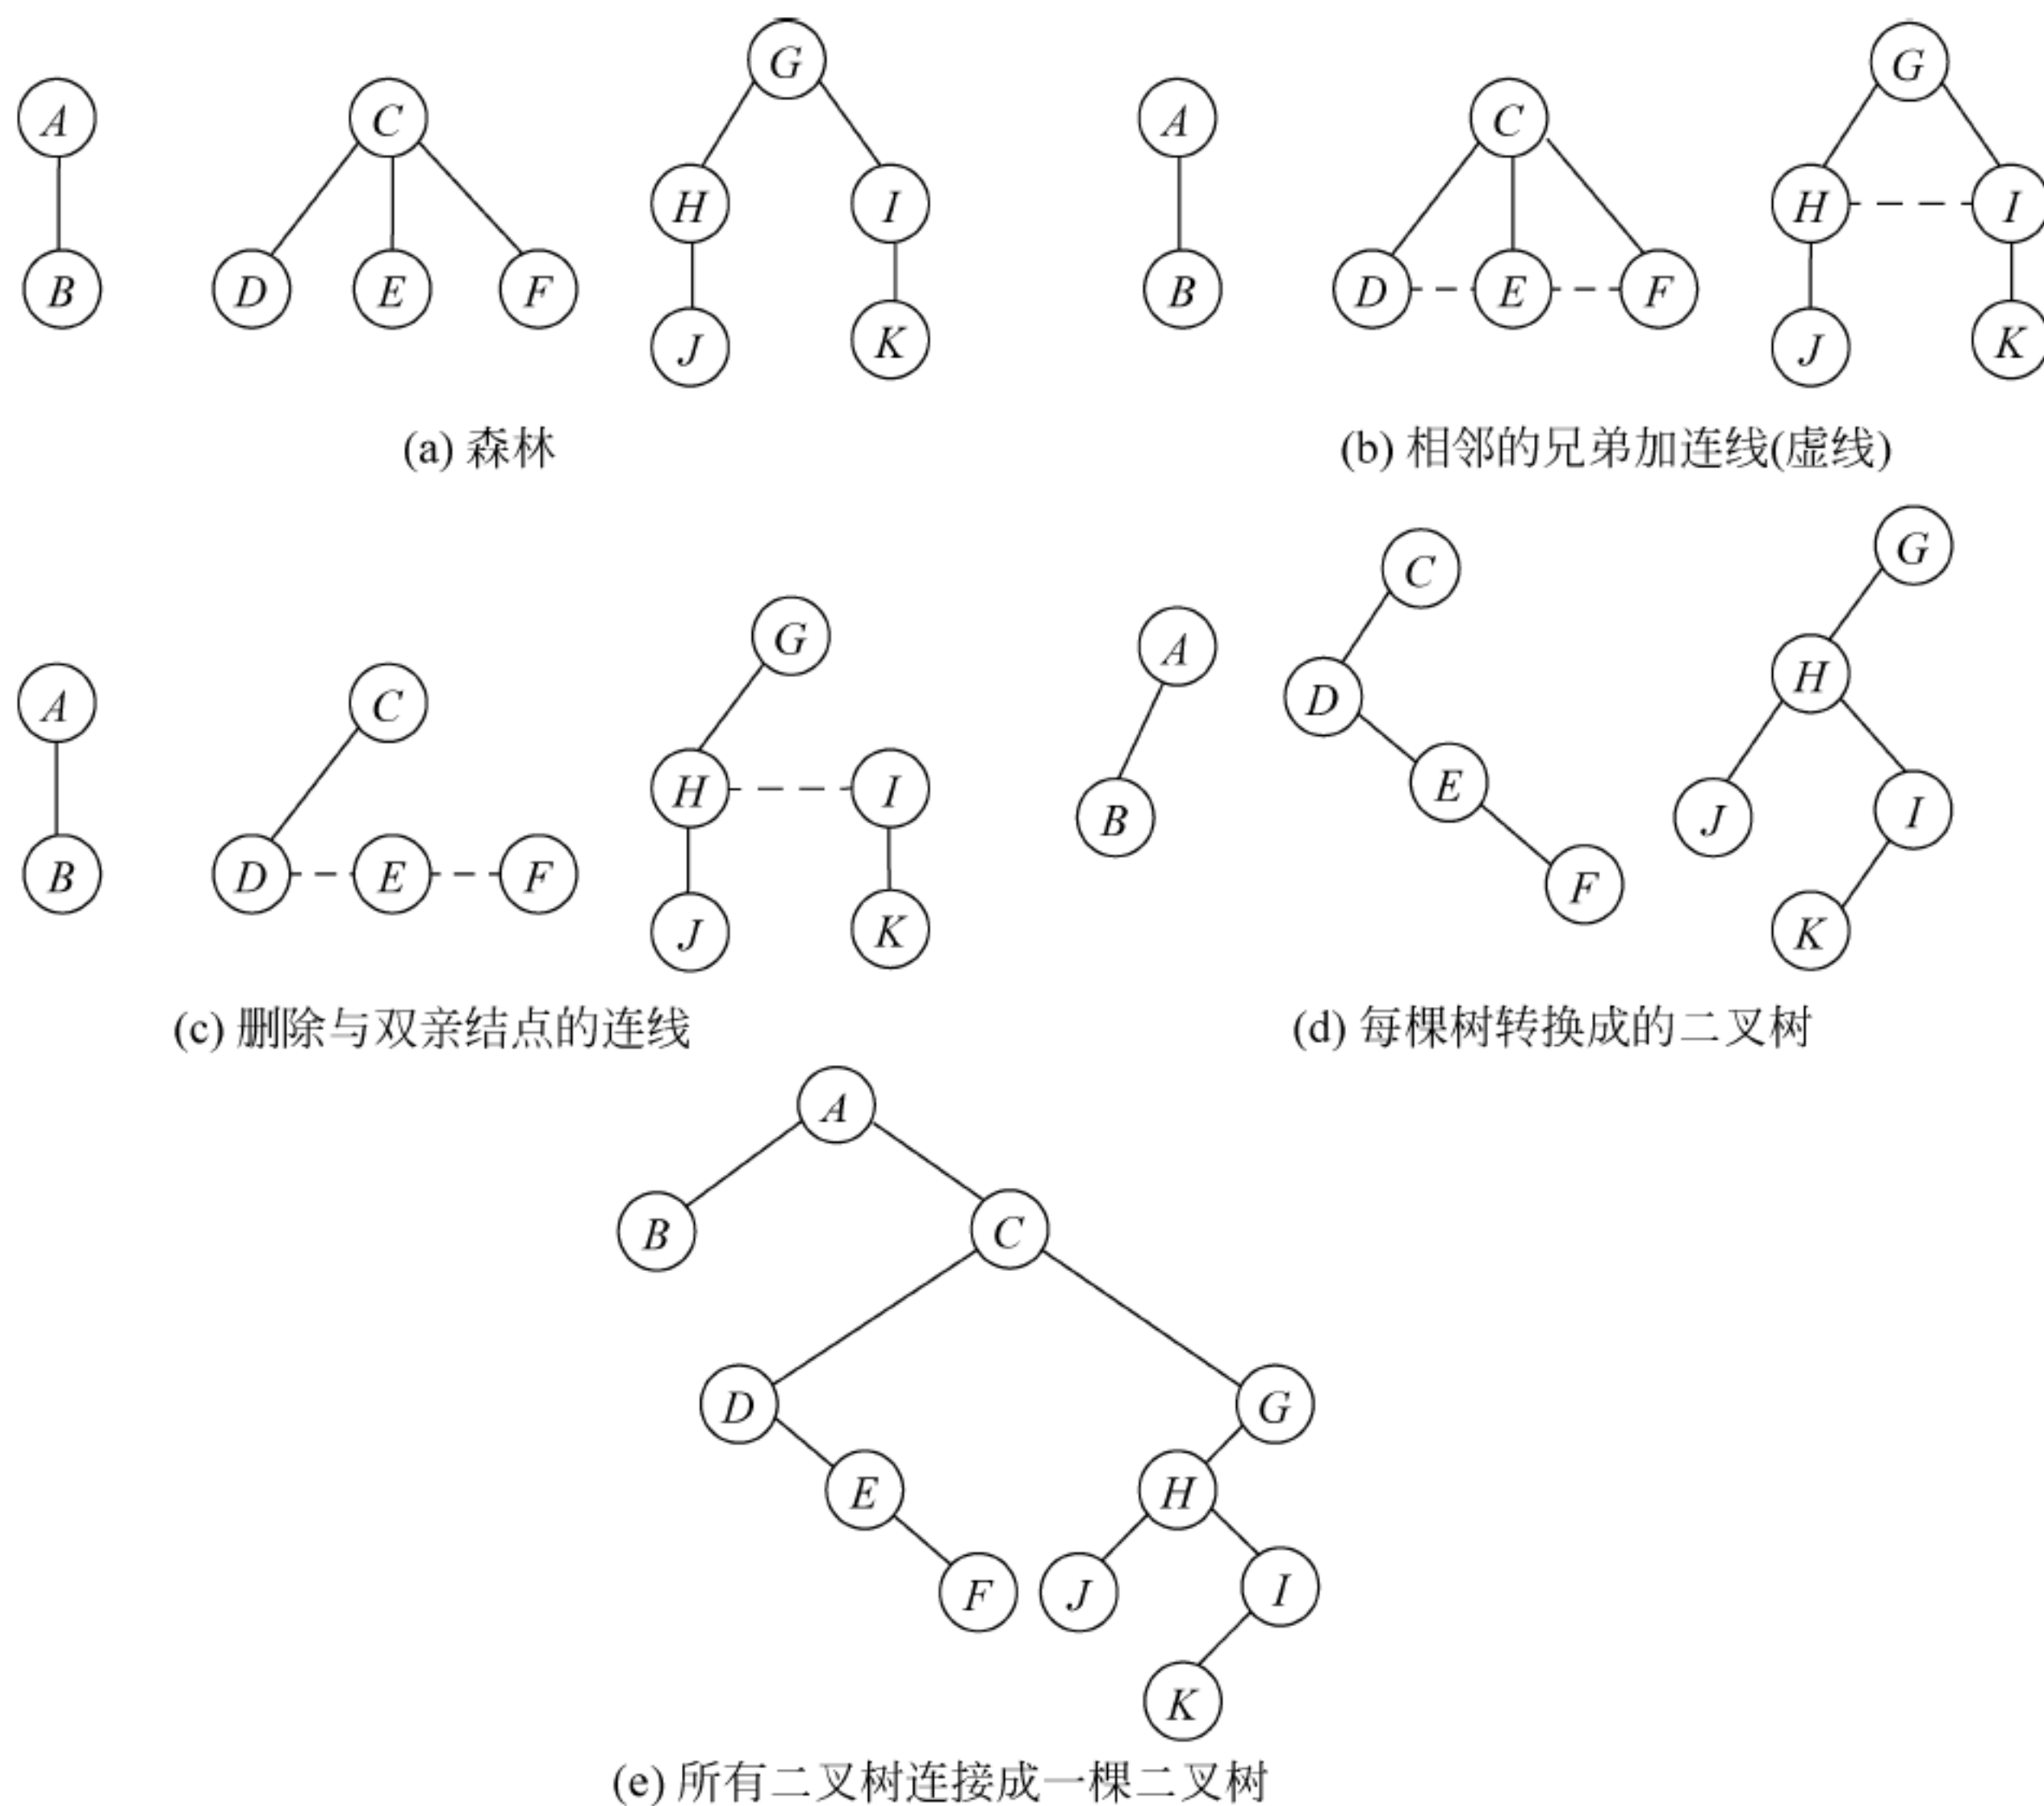 G
A C
H I
B D E F
J K
G
A C
H I
B D E F
J K
(a) 森林
(b) 相邻的兄弟加连线(虚线)
G
A C
H I
B D E F
J K
C G
A H
D
E
B J I
F
K
(c) 删除与双亲结点的连线
(d) 每棵树转换成的二叉树
A
B C
D G
E H
F J I
K
(e) 所有二叉树连接成一棵二叉树